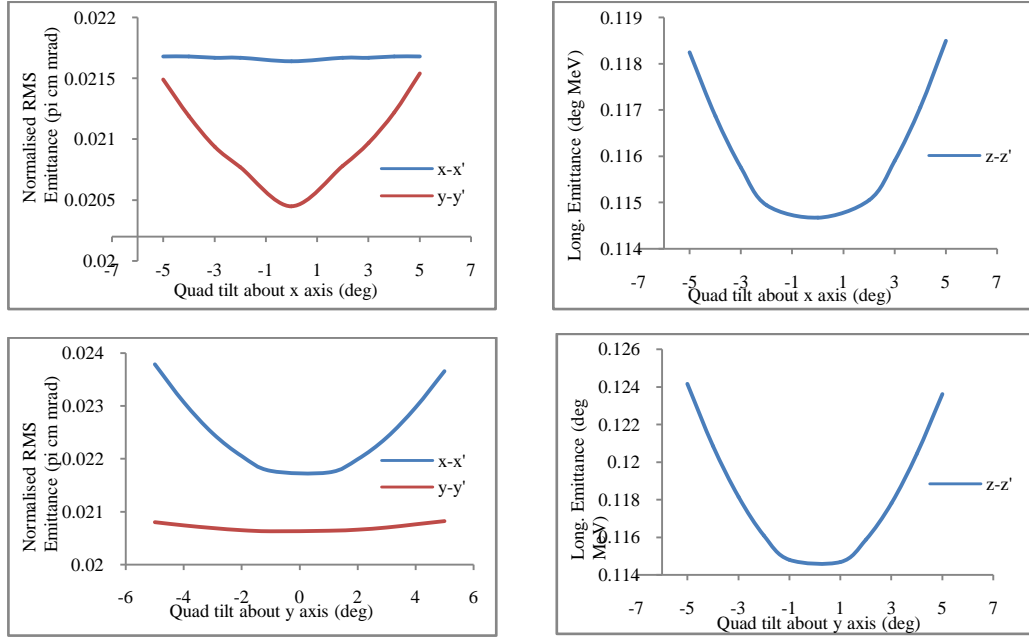 0.022
0.0215
0.021
0.0205
0.02
-7 -5 -3 -1 1 3 5 7
Quad tilt about x axis (deg)
Normalised RMS
Emittance (pi cm mrad)
x-x'
y-y'
0.119
0.118
0.117
0.116
0.115
0.114
-7 -5 -3 -1 1 3 5 7
Quad tilt about x axis (deg)
Long. Emittance (deg MeV)
z-z'
0.024
0.023
0.022
0.021
0.02
-6 -4 -2 0 2 4 6
Quad tilt about y axis (deg)
Normalised RMS
Emittance (pi cm mrad)
x-x'
y-y'
0.126
0.124
0.122
0.12
0.118
0.116
0.114
-7 -5 -3 -1 1 3 5 7
Quad tilt about y axis (deg)
Long. Emittance (deg
MeV)
z-z'